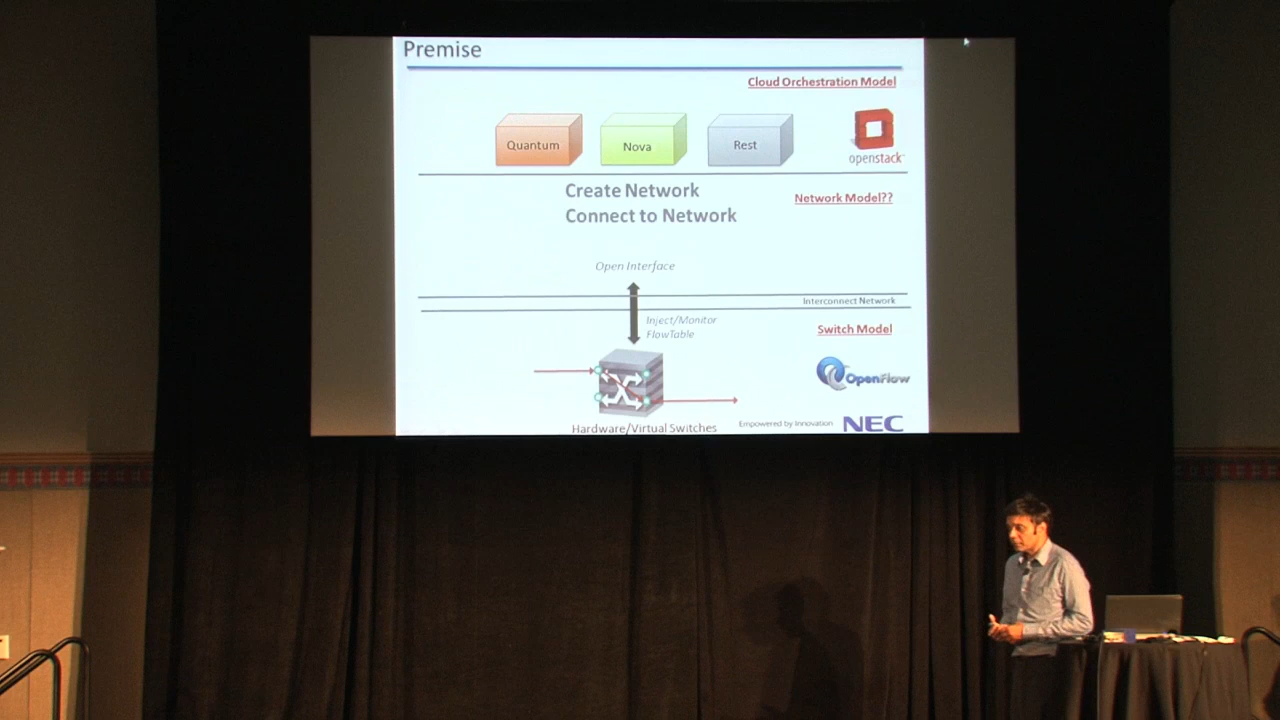 Premise
Cloud Orchestration Model
Quantum
Nova
Rest
openstack
Create Network
Connect to Network
Network Model??
Open Interface
Interconnect Network
Inject/Monitor
FlowTable
Switch Model
OpenFlow
Hardware/Virtual Switches
Empowered by Innovation
NEC